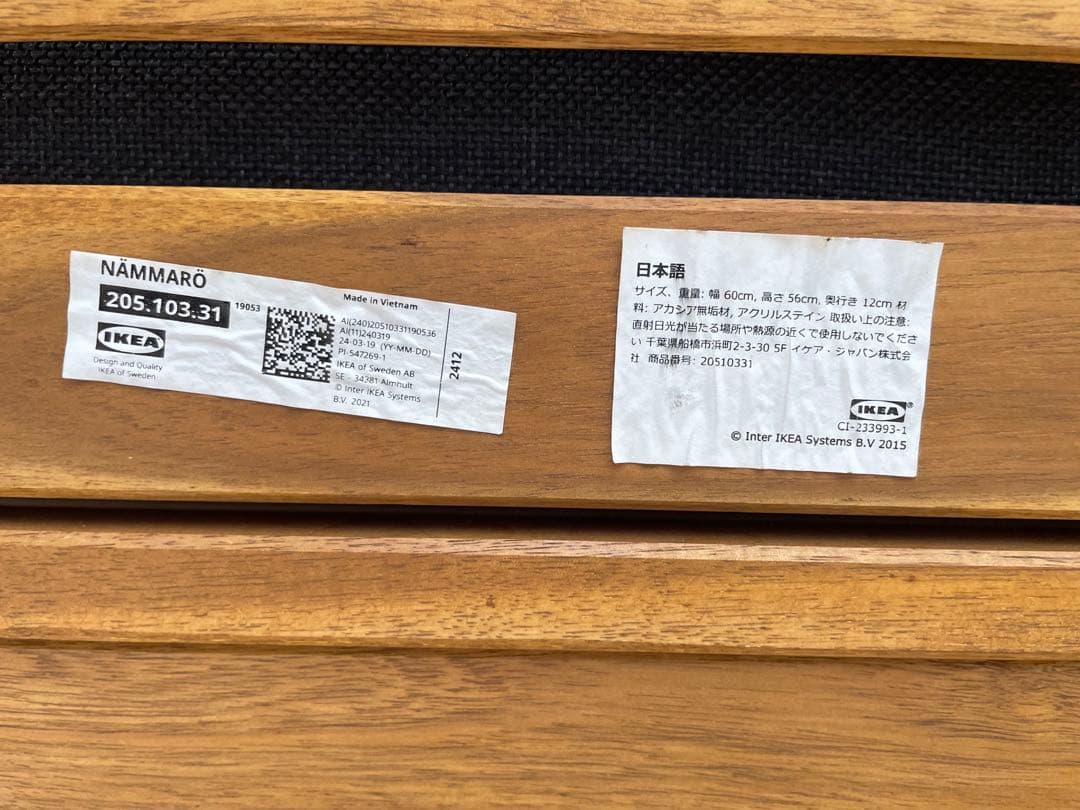 NÄMMARÖ
205.103.31
19053
IKEA
Design and Quality
IKEA of Sweden
Made in Vietnam
AI(240)20510331190536
AI(11)240319
24-03-19 (YY-MM-DD)
PI-547269-1
IKEA of Sweden AB
SE - 34381 Älmhult
© Inter IKEA Systems
B.V. 2021
2412
日本語
サイズ、重量: 幅 60cm, 高さ 56cm, 奥行き 12cm 材
料: アカシア無垢材, アクリルステイン 取扱い上の注意:
直射日光が当たる場所や熱源の近くで使用しないでくださ
い 千葉県船橋市浜町2-3-30 5F イケア・ジャパン株式会
社 商品番号: 20510331
IKEA®
CI-233993-1
© Inter IKEA Systems B.V 2015